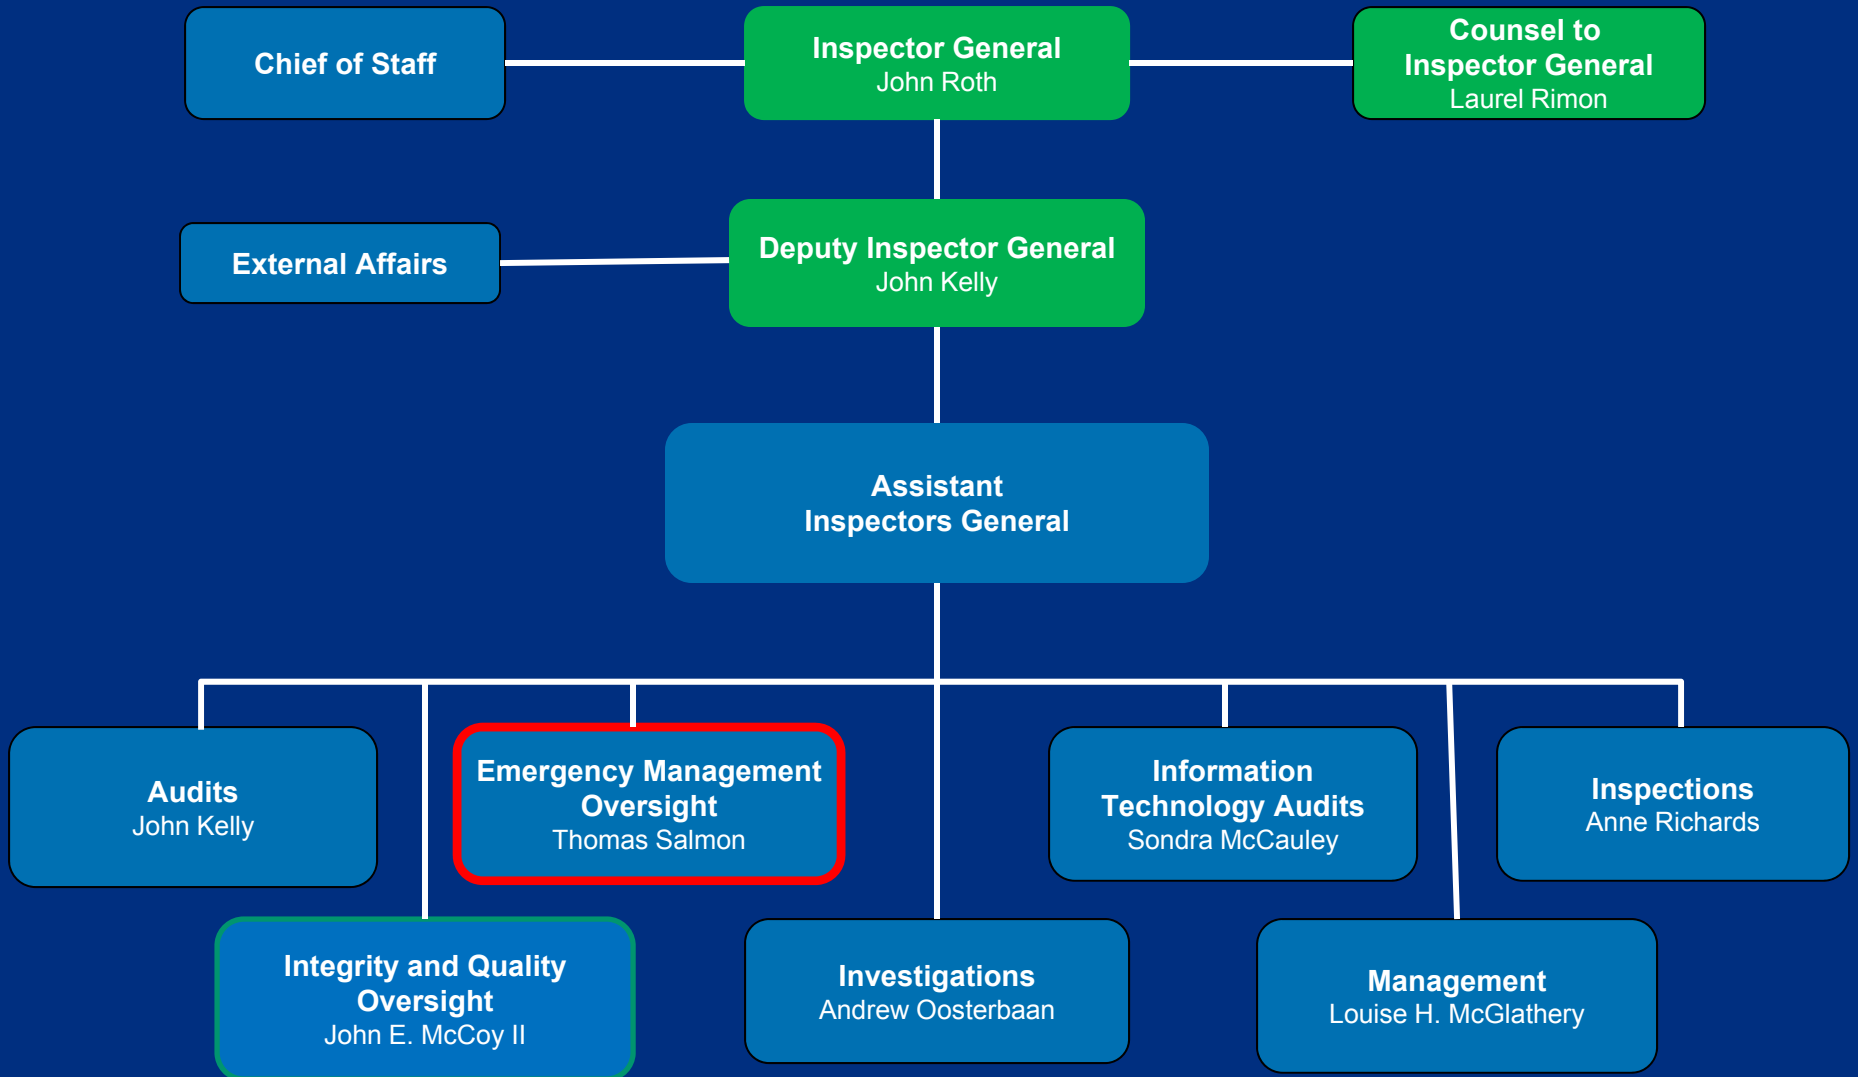 Chief of Staff
Inspector General
John Roth
Counsel to
Inspector General
Laurel Rimon
External Affairs
Deputy Inspector General
John Kelly
Assistant
Inspectors General
Audits
John Kelly
Emergency Management
Oversight
Thomas Salmon
Information
Technology Audits
Sondra McCauley
Inspections
Anne Richards
Integrity and Quality
Oversight
John E. McCoy II
Investigations
Andrew Oosterbaan
Management
Louise H. McGlathery